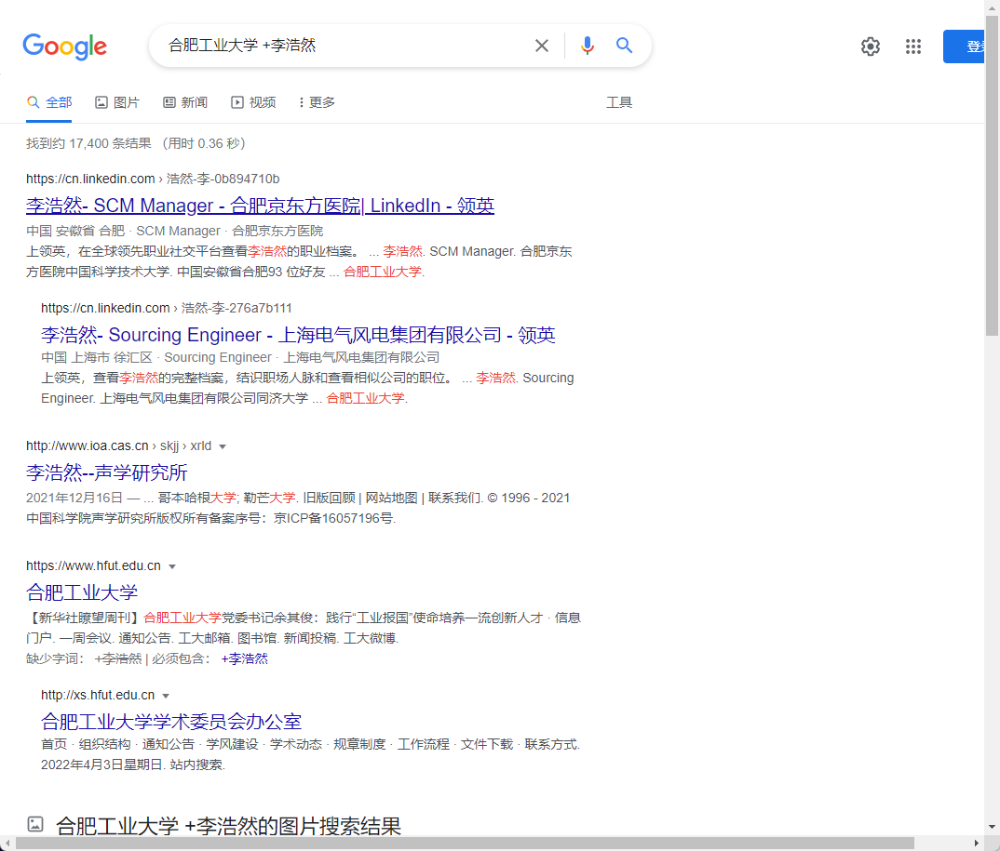 Google
合肥工业大学 +李浩然
全部 图片 新闻 视频 更多 工具
找到约 17,400 条结果 （用时 0.36 秒）
https://cn.linkedin.com › 浩然-李-0b894710b
李浩然- SCM Manager - 合肥京东方医院| LinkedIn - 领英
中国 安徽省 合肥 · SCM Manager · 合肥京东方医院
上领英，在全球领先职业社交平台查看李浩然的职业档案。 ... 李浩然. SCM Manager. 合肥京东
方医院中国科学技术大学. 中国安徽省合肥93 位好友 ... 合肥工业大学.
https://cn.linkedin.com › 浩然-李-276a7b111
李浩然- Sourcing Engineer - 上海电气风电集团有限公司 - 领英
中国 上海市 徐汇区 · Sourcing Engineer · 上海电气风电集团有限公司
上领英，查看李浩然的完整档案，结识职场人脉和查看相似公司的职位。 ... 李浩然. Sourcing
Engineer. 上海电气风电集团有限公司同济大学 ... 合肥工业大学.
http://www.ioa.cas.cn › skjj › xrld
李浩然--声学研究所
2021年12月16日 — ... 哥本哈根大学; 勒芒大学. 旧版回顾 | 网站地图 | 联系我们. © 1996 - 2021
中国科学院声学研究所版权所有备案序号：京ICP备16057196号.
https://www.hfut.edu.cn
合肥工业大学
【新华社瞭望周刊】合肥工业大学党委书记余其俊：践行“工业报国”使命培养一流创新人才 · 信息
门户. 一周会议. 通知公告. 工大邮箱. 图书馆. 新闻投稿. 工大微博.
缺少字词： +李浩然 | 必须包含： +李浩然
http://xs.hfut.edu.cn
合肥工业大学学术委员会办公室
首页 · 组织结构 · 通知公告 · 学风建设 · 学术动态 · 规章制度 · 工作流程 · 文件下载 · 联系方式.
2022年4月3日星期日. 站内搜索.
合肥工业大学 +李浩然的图片搜索结果